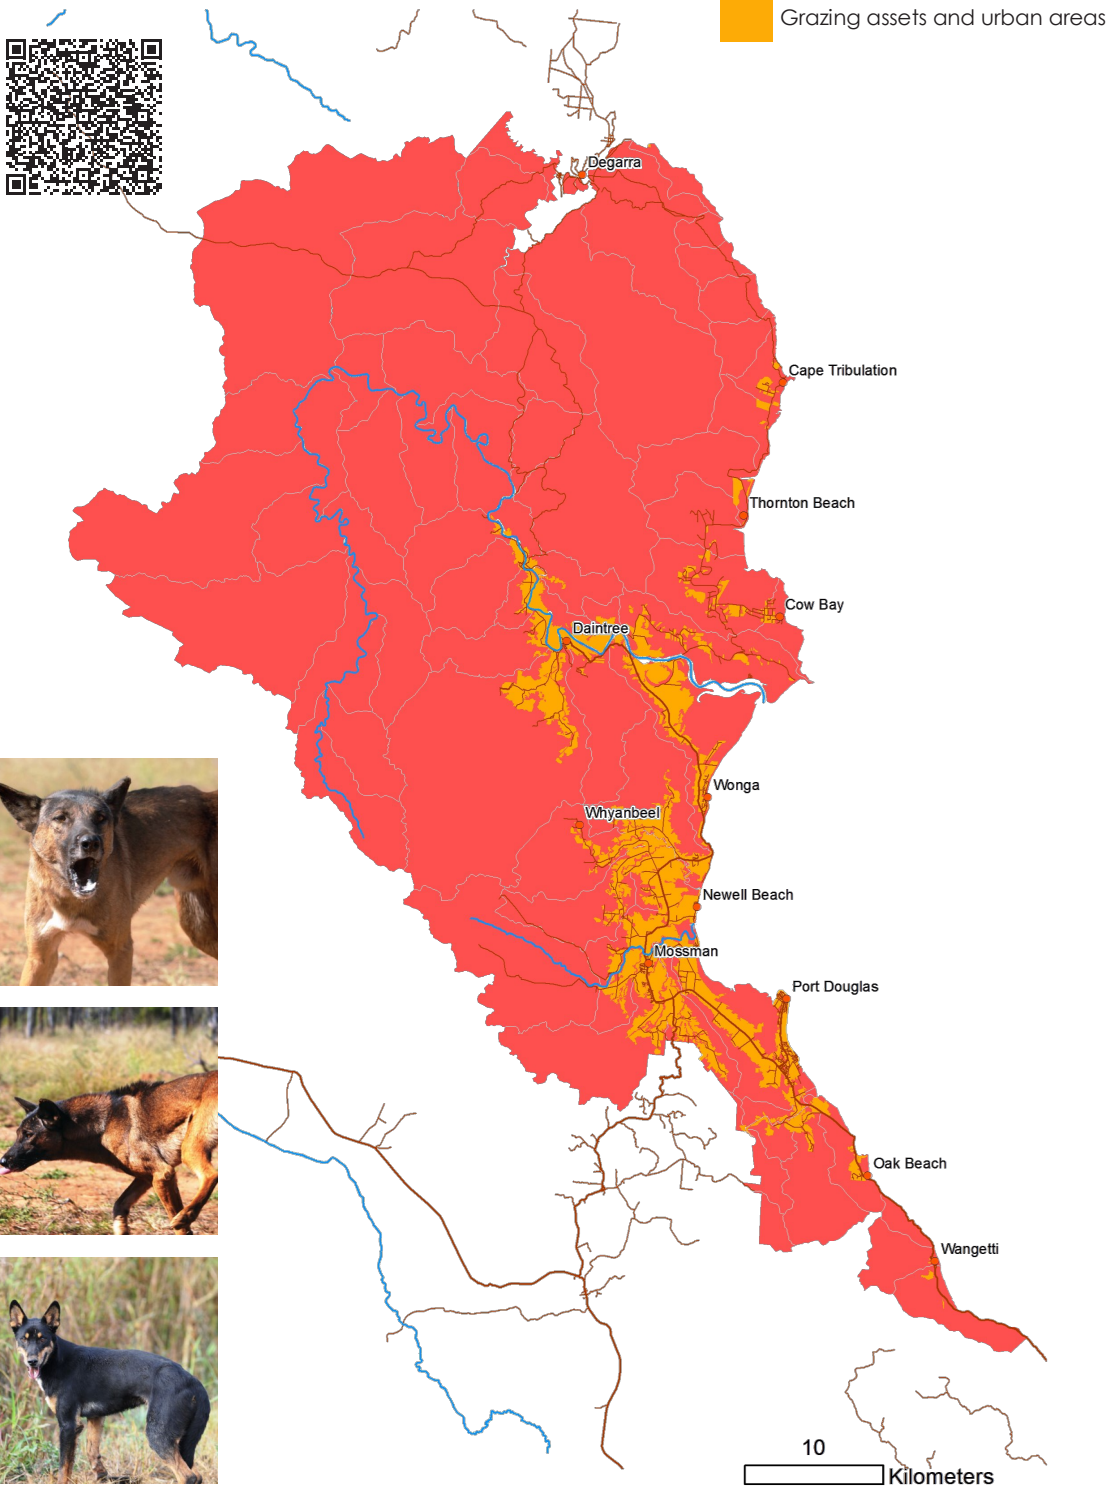 Grazing assets and urban areas
Degarra
Cape Tribulation
Thornton Beach
Cow Bay
Daintree
Wonga
Whyanbeel
Newell Beach
Mossman
Port Douglas
Oak Beach
Wangetti
10
Kilometers